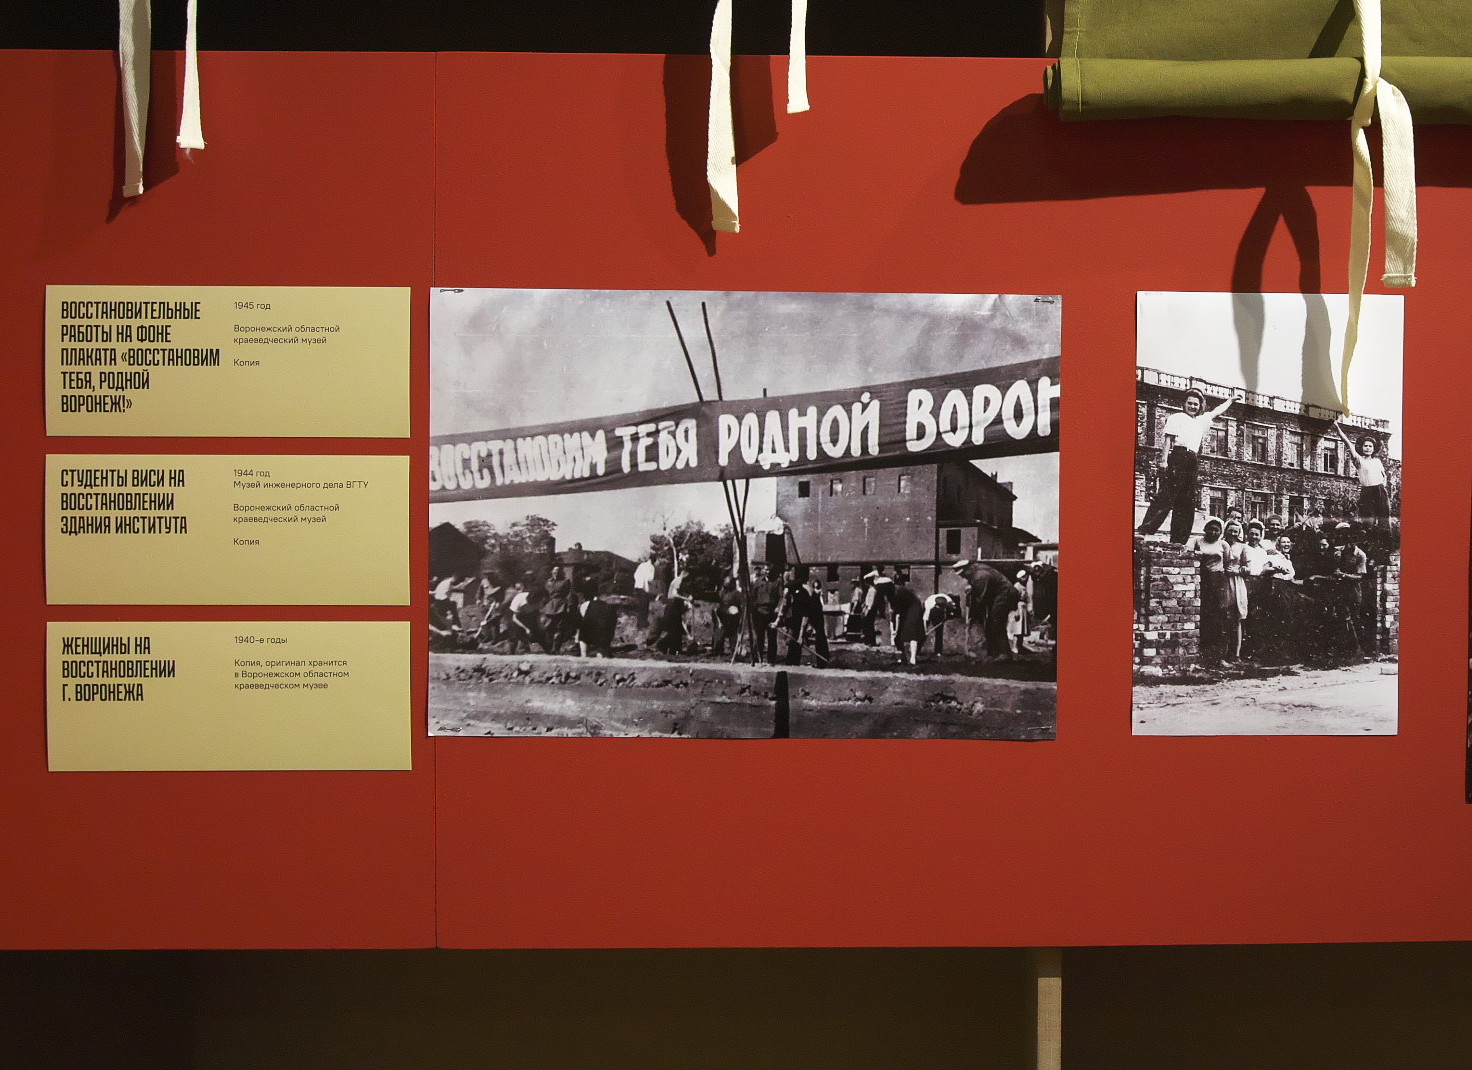 ВОССТАНОВИТЕЛЬНЫЕ
РАБОТЫ НА ФОНЕ
ПЛАКАТА «ВОССТАНОВИМ
ТЕБЯ, РОДНОЙ
ВОРОНЕЖ!»
1945 год
Воронежский областной
краеведческий музей
Копия
СТУДЕНТЫ ВИСИ НА
ВОССТАНОВЛЕНИИ
ЗДАНИЯ ИНСТИТУТА
1944 год
Музей инженерного дела ВГТУ
Воронежский областной
краеведческий музей
Копия
ЖЕНЩИНЫ НА
ВОССТАНОВЛЕНИИ
Г. ВОРОНЕЖА
1940-е годы
Копия, оригинал хранится
в Воронежском областном
краеведческом музее
ВОССТАНОВИМ ТЕБЯ РОДНОЙ ВОРОН